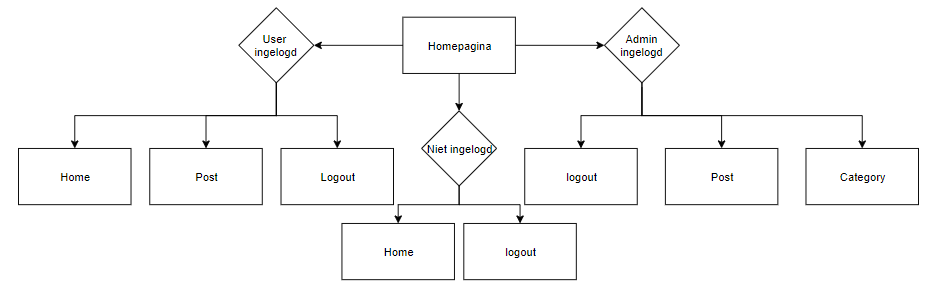 User
ingelogd
Homepagina
Admin
ingelogd
Niet ingelogd
Home
Post
Logout
logout
Post
Category
Home
logout